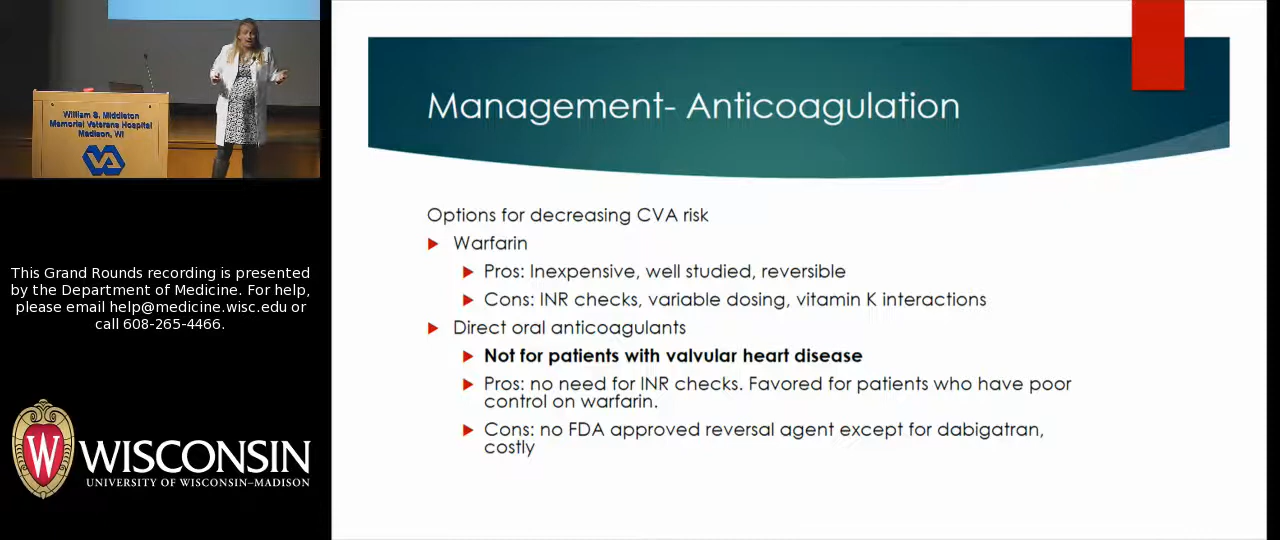 William S. Middleton
Memorial Veterans Hospital
Madison, WI
VA
This Grand Rounds recording is presented
by the Department of Medicine. For help,
please email help@medicine.wisc.edu or
call 608-265-4466.
W
WISCONSIN
UNIVERSITY OF WISCONSIN–MADISON
Management- Anticoagulation
Options for decreasing CVA risk
Warfarin
Pros: Inexpensive, well studied, reversible
Cons: INR checks, variable dosing, vitamin K interactions
Direct oral anticoagulants
Not for patients with valvular heart disease
Pros: no need for INR checks. Favored for patients who have poor
control on warfarin.
Cons: no FDA approved reversal agent except for dabigatran,
costly